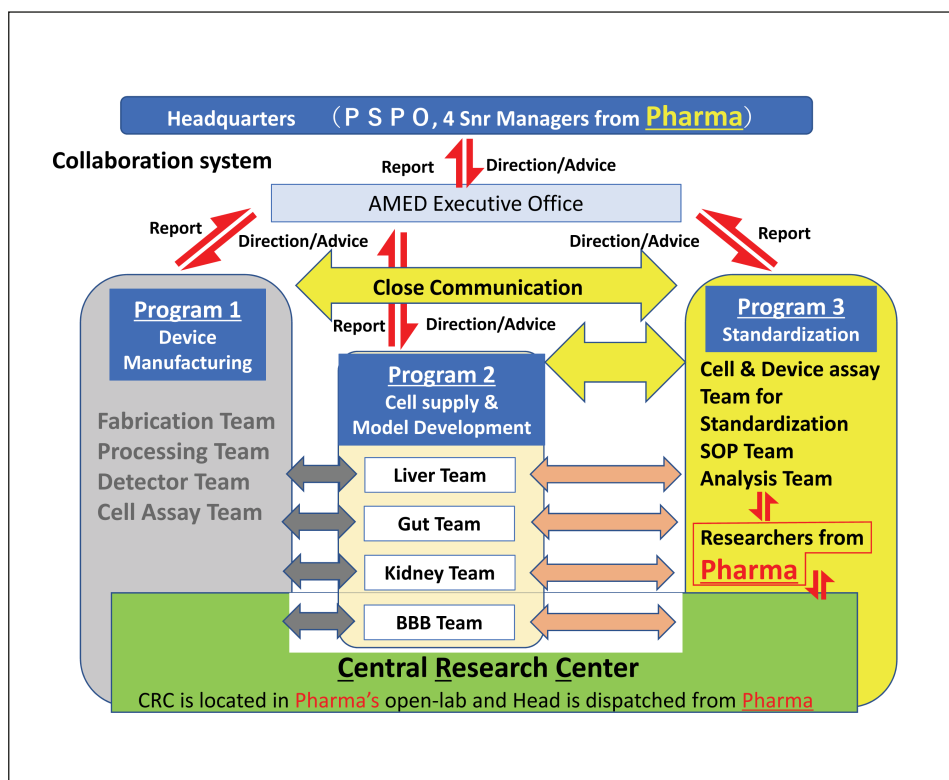 Headquarters （ＰＳＰＯ, 4 Snr Managers from Pharma）
Collaboration system
Report
Direction/Advice
AMED Executive Office
Report
Direction/Advice
Direction/Advice
Report
Close Communication
Report
Direction/Advice
Program 1
Device
Manufacturing
Fabrication Team
Processing Team
Detector Team
Cell Assay Team
Program 2
Cell supply &
Model Development
Liver Team
Gut Team
Kidney Team
BBB Team
Program 3
Standardization
Cell & Device assay
Team for
Standardization
SOP Team
Analysis Team
Researchers from
Pharma
Central Research Center
CRC is located in Pharma's open-lab and Head is dispatched from Pharma